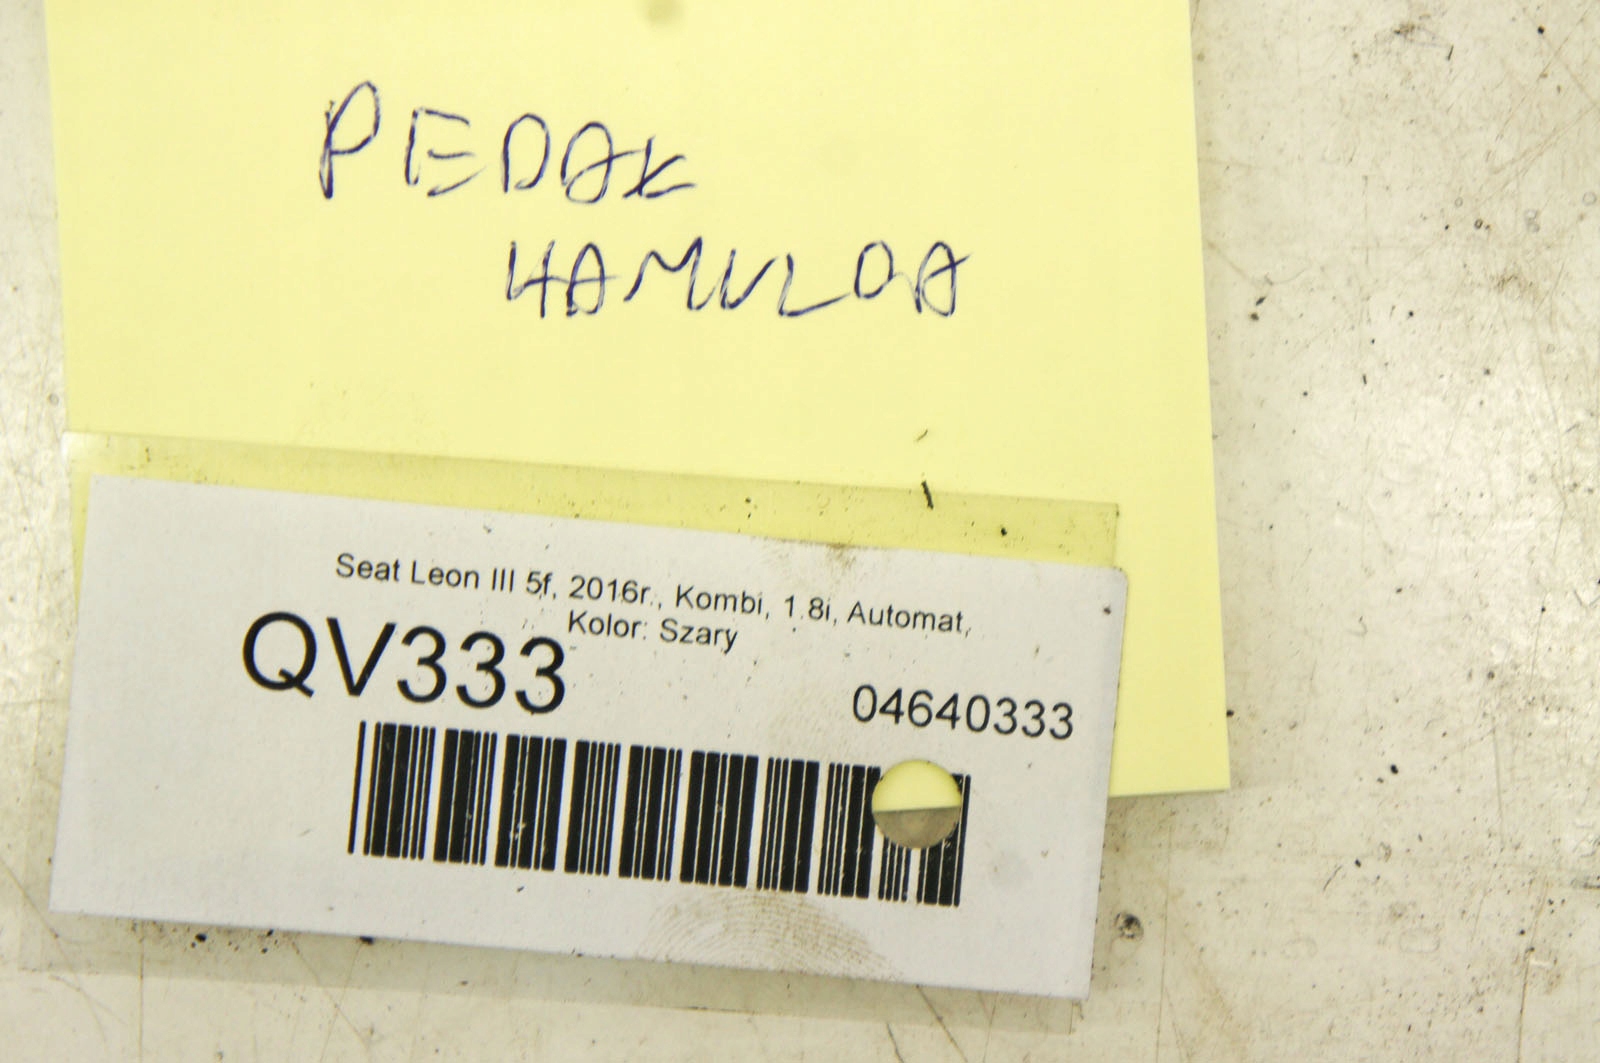 PEDAŁ
HAMULCA
Seat Leon III 5f, 2016r., Kombi, 1.8i, Automat,
Kolor: Szary
QV333
04640333